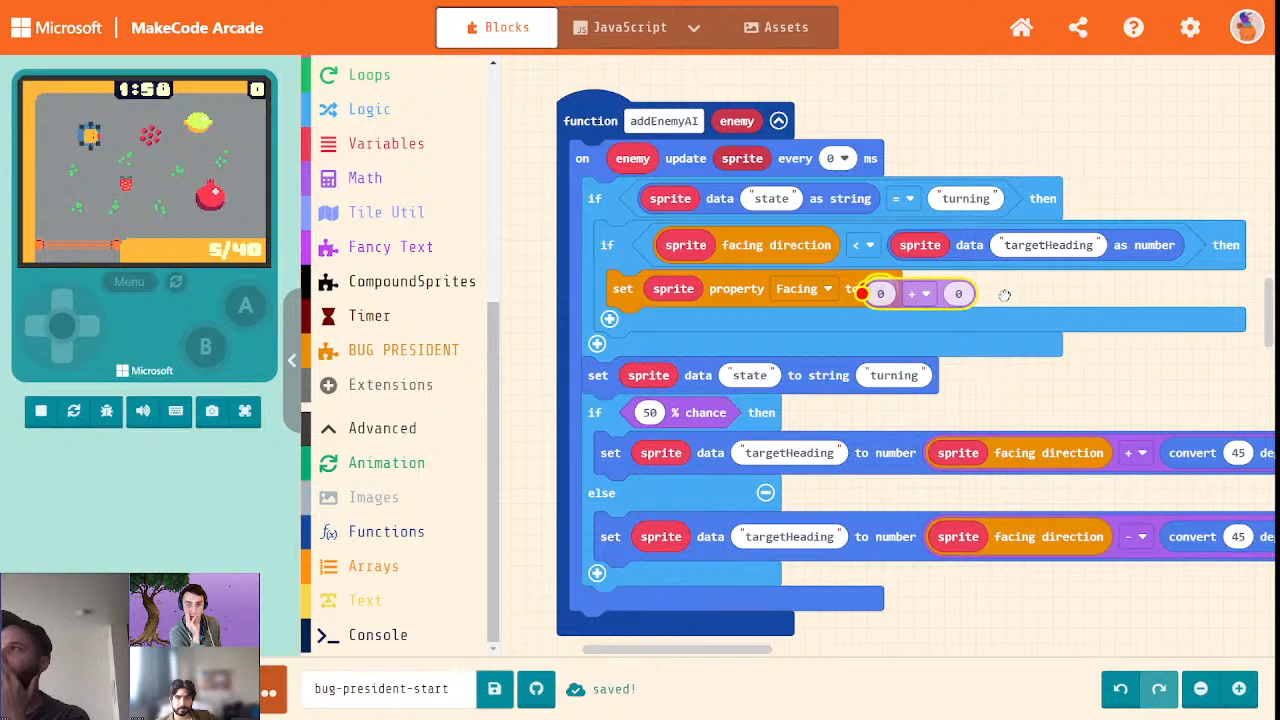 Microsoft
MakeCode Arcade
Blocks
JS
JavaScript
Assets
1:58
0
5/40
Menu
A
B
Microsoft
Loops
Logic
Variables
Math
Tile Util
Fancy Text
CompoundSprites
Timer
BUG PRESIDENT
Extensions
Advanced
Animation
Images
Functions
Arrays
Text
Console
function addEnemyAI enemy
on enemy update sprite every 0 ms
if sprite data "state" as string = "turning" then
if sprite facing direction < sprite data "targetHeading" as number then
set sprite property Facing to 0 + 0
set sprite data "state" to string "turning"
if 50 % chance then
set sprite data "targetHeading" to number sprite facing direction + convert 45 de
else
set sprite data "targetHeading" to number sprite facing direction - convert 45 de
bug-president-start
saved!